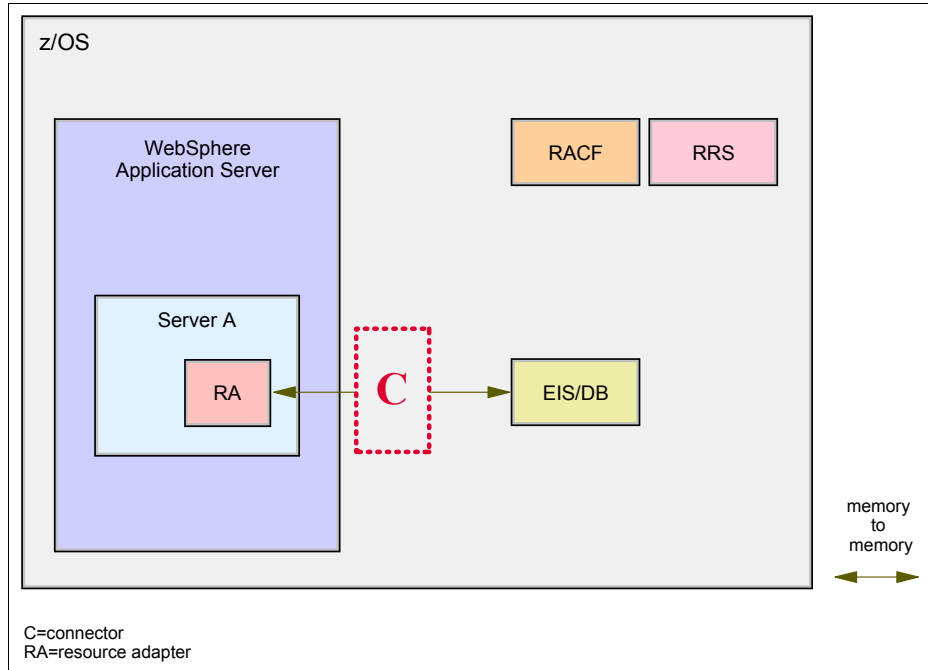 z/OS
WebSphere
Application Server
RACF
RRS
Server A
RA
C
EIS/DB
memory
to
memory
C=connector
RA=resource adapter